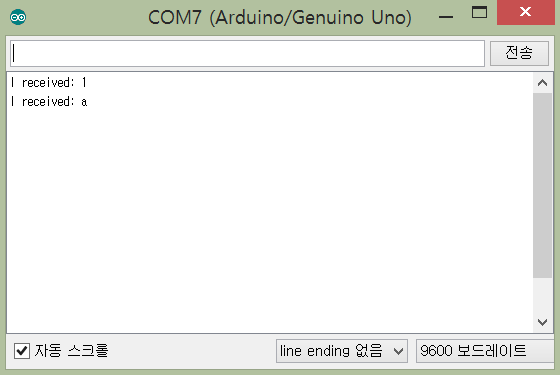 COM7 (Arduino/Genuino Uno)
전송
I received: 1
I received: a
자동 스크롤
line ending 없음
9600 보드레이트